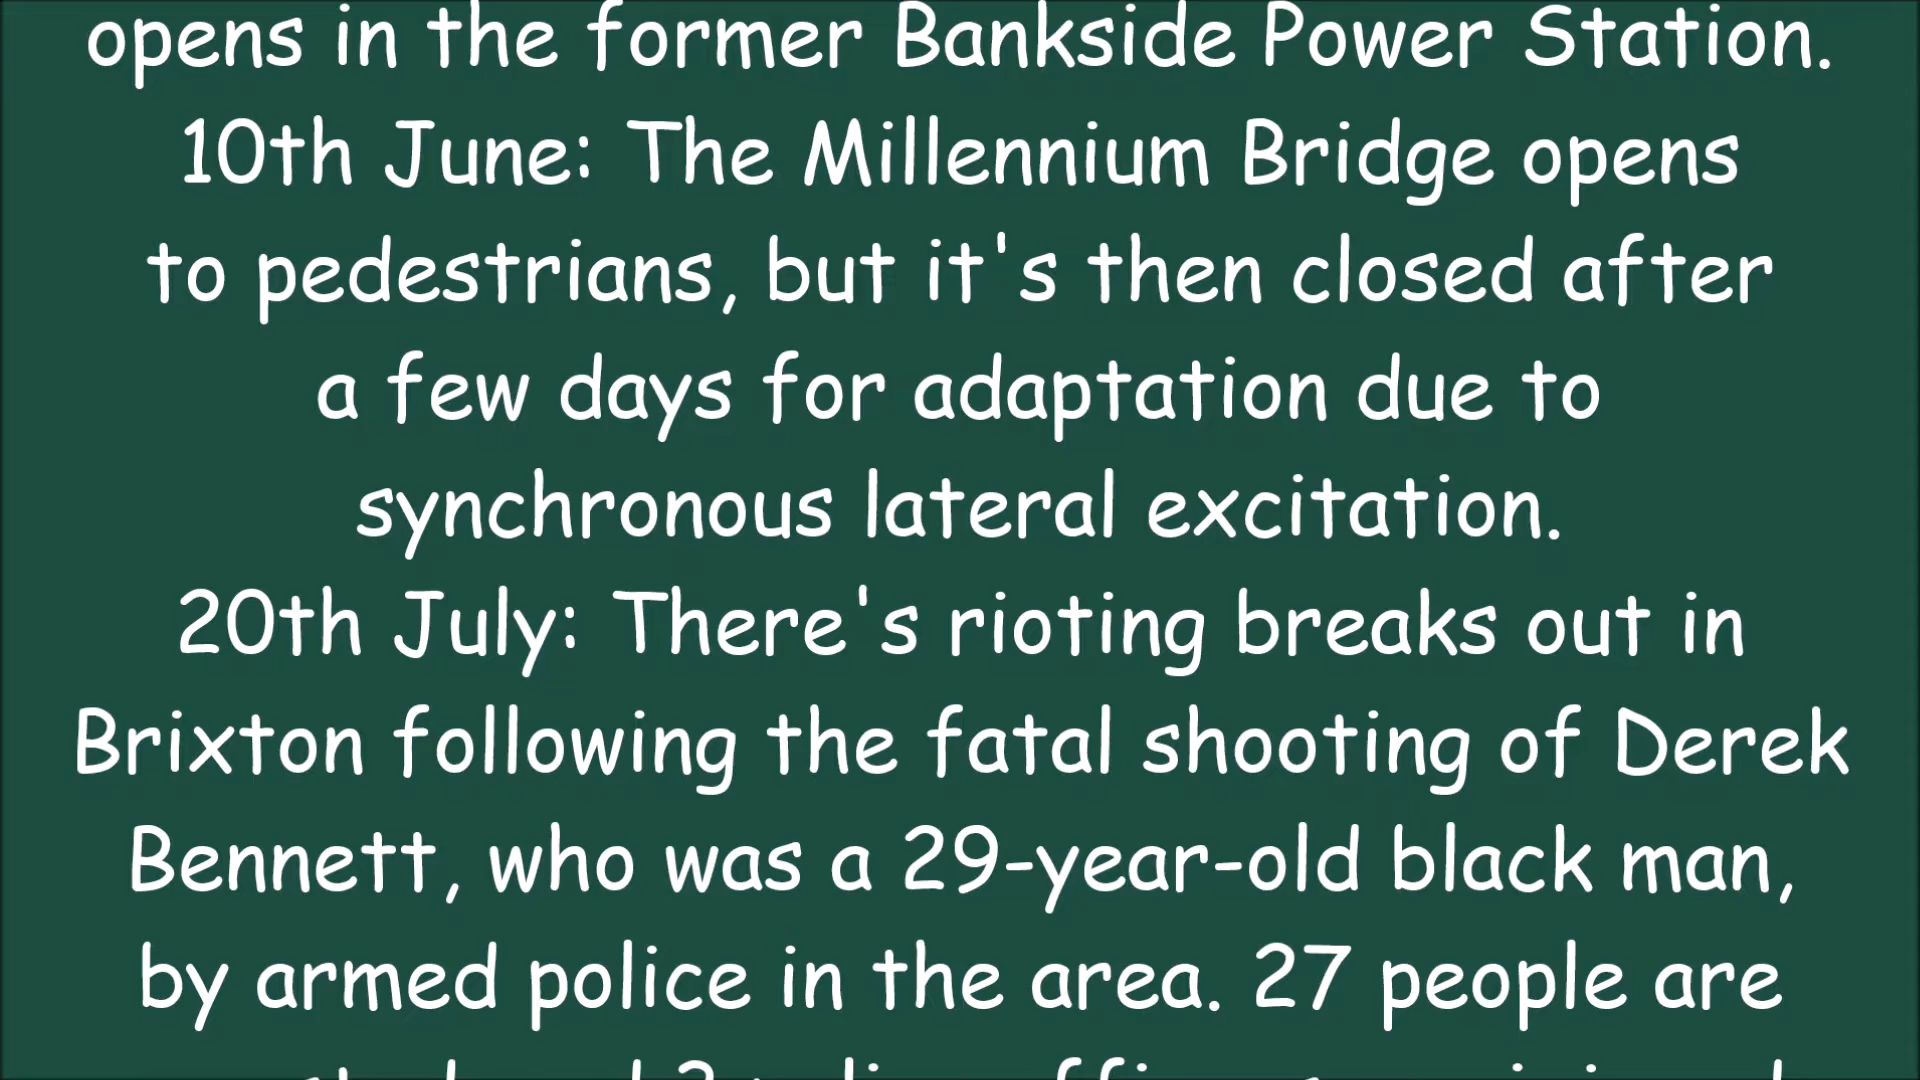 opens in the former Bankside Power Station.
10th June: The Millennium Bridge opens
to pedestrians, but it's then closed after
a few days for adaptation due to
synchronous lateral excitation.
20th July: There's rioting breaks out in
Brixton following the fatal shooting of Derek
Bennett, who was a 29-year-old black man,
by armed police in the area. 27 people are